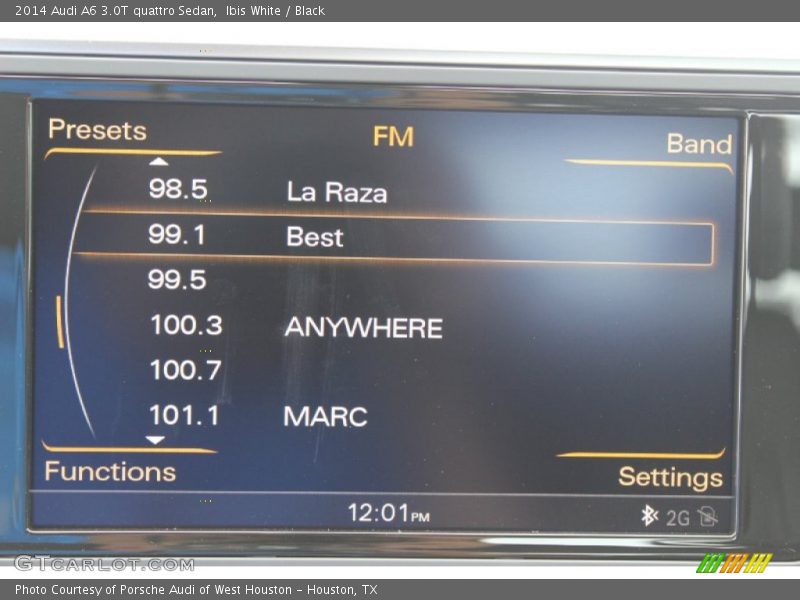 2014 Audi A6 3.0T quattro Sedan, Ibis White / Black
Presets
FM
Band
98.5 La Raza
99.1 Best
99.5
100.3 ANYWHERE
100.7
101.1 MARC
Functions
Settings
12:01PM
2G
GTCARLOT.COM
Photo Courtesy of Porsche Audi of West Houston - Houston, TX